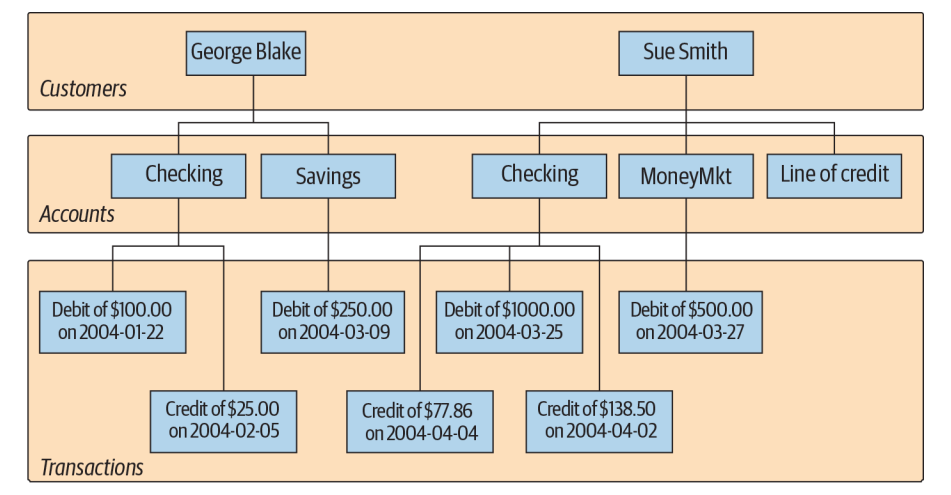 George Blake
Sue Smith
Customers
Checking
Savings
Checking
MoneyMkt
Line of credit
Accounts
Debit of $100.00
on 2004-01-22
Debit of $250.00
on 2004-03-09
Debit of $1000.00
on 2004-03-25
Debit of $500.00
on 2004-03-27
Credit of $25.00
on 2004-02-05
Credit of $77.86
on 2004-04-04
Credit of $138.50
on 2004-04-02
Transactions